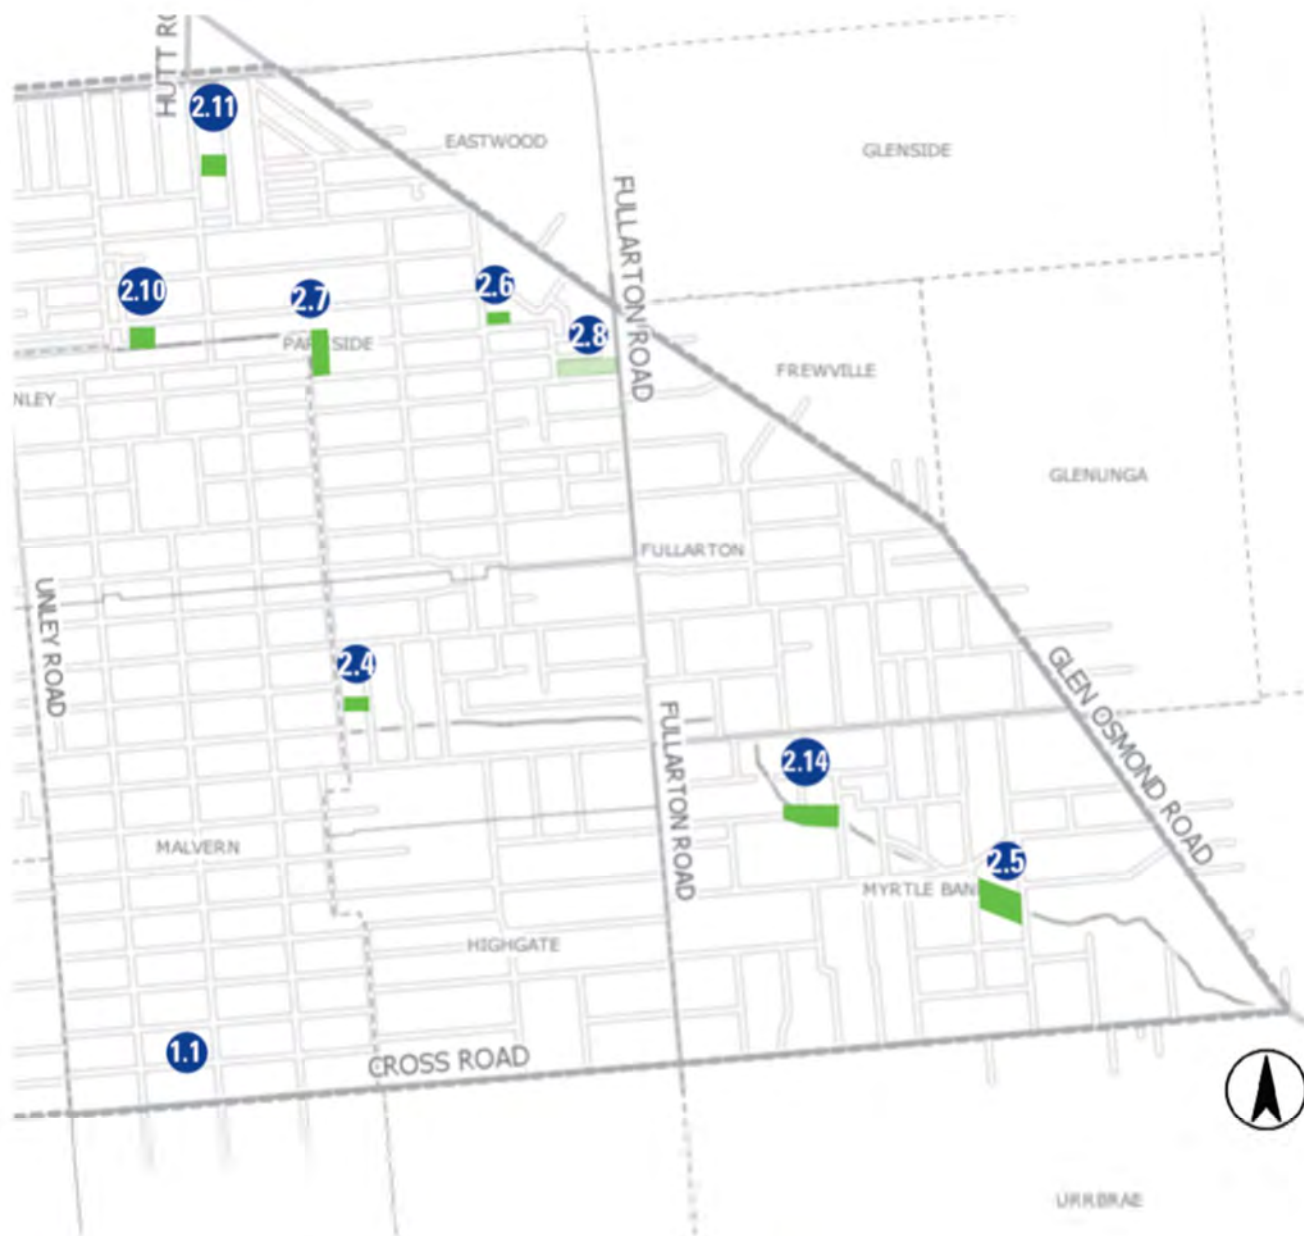 HUTT RO
2.11
EASTWOOD
GLENSIDE
FULLARTON ROAD
2.10
2.7
2.6
2.8
PARKSIDE
FREWVILLE
NLEY
GLENUNGA
FULLARTON
UNLEY ROAD
2.4
GLEN OSMOND ROAD
FULLARTON ROAD
2.14
MALVERN
2.5
MYRTLE BAN
HIGHGATE
1.1
CROSS ROAD
URRBRAE